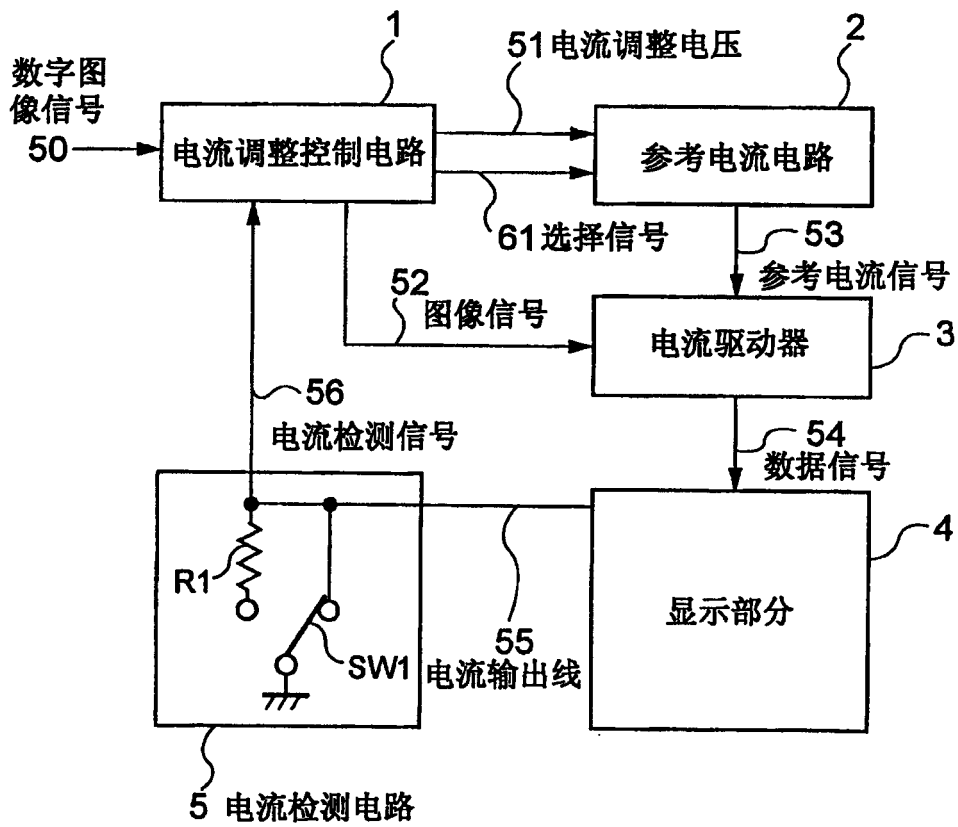 1
2
51 电流调整电压
数字图
像信号
50
电流调整控制电路
参考电流电路
61 选择信号
53
参考电流信号
52
图像信号
电流驱动器
3
56
电流检测信号
54
数据信号
4
R1
显示部分
SW1
55
电流输出线
5 电流检测电路